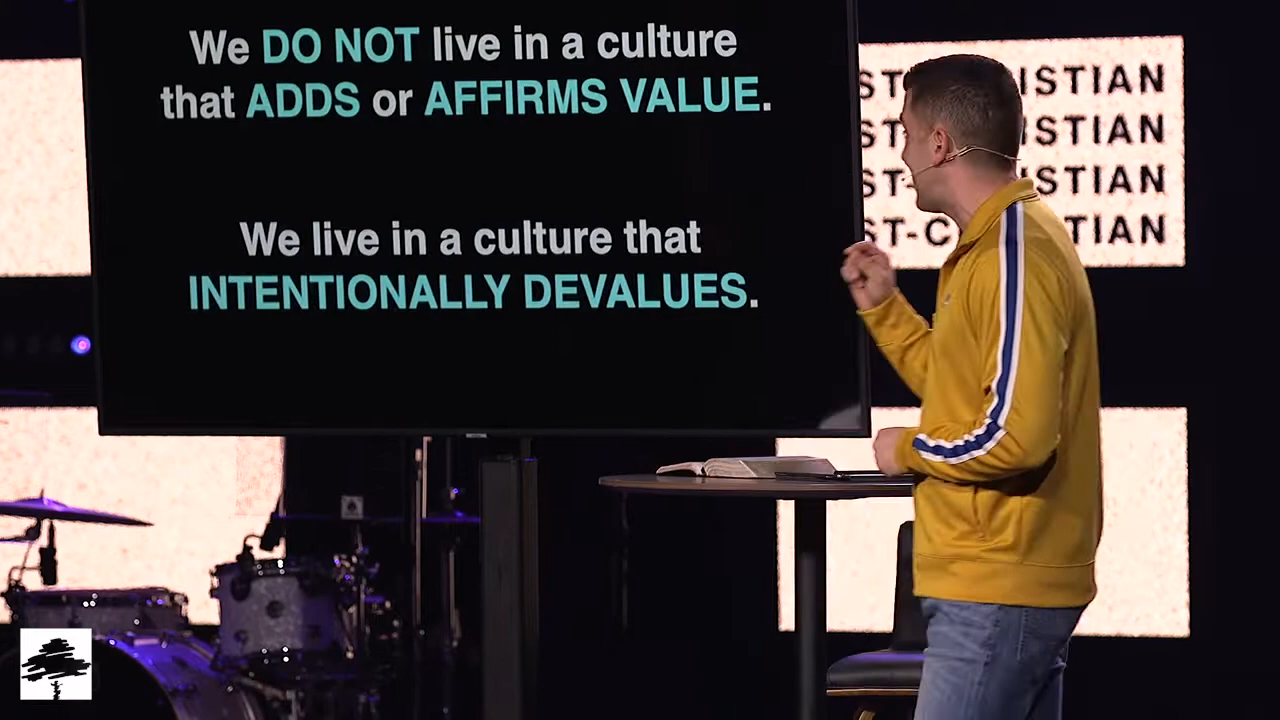 We DO NOT live in a culture
that ADDS or AFFIRMS VALUE.
We live in a culture that
INTENTIONALLY DEVALUES.